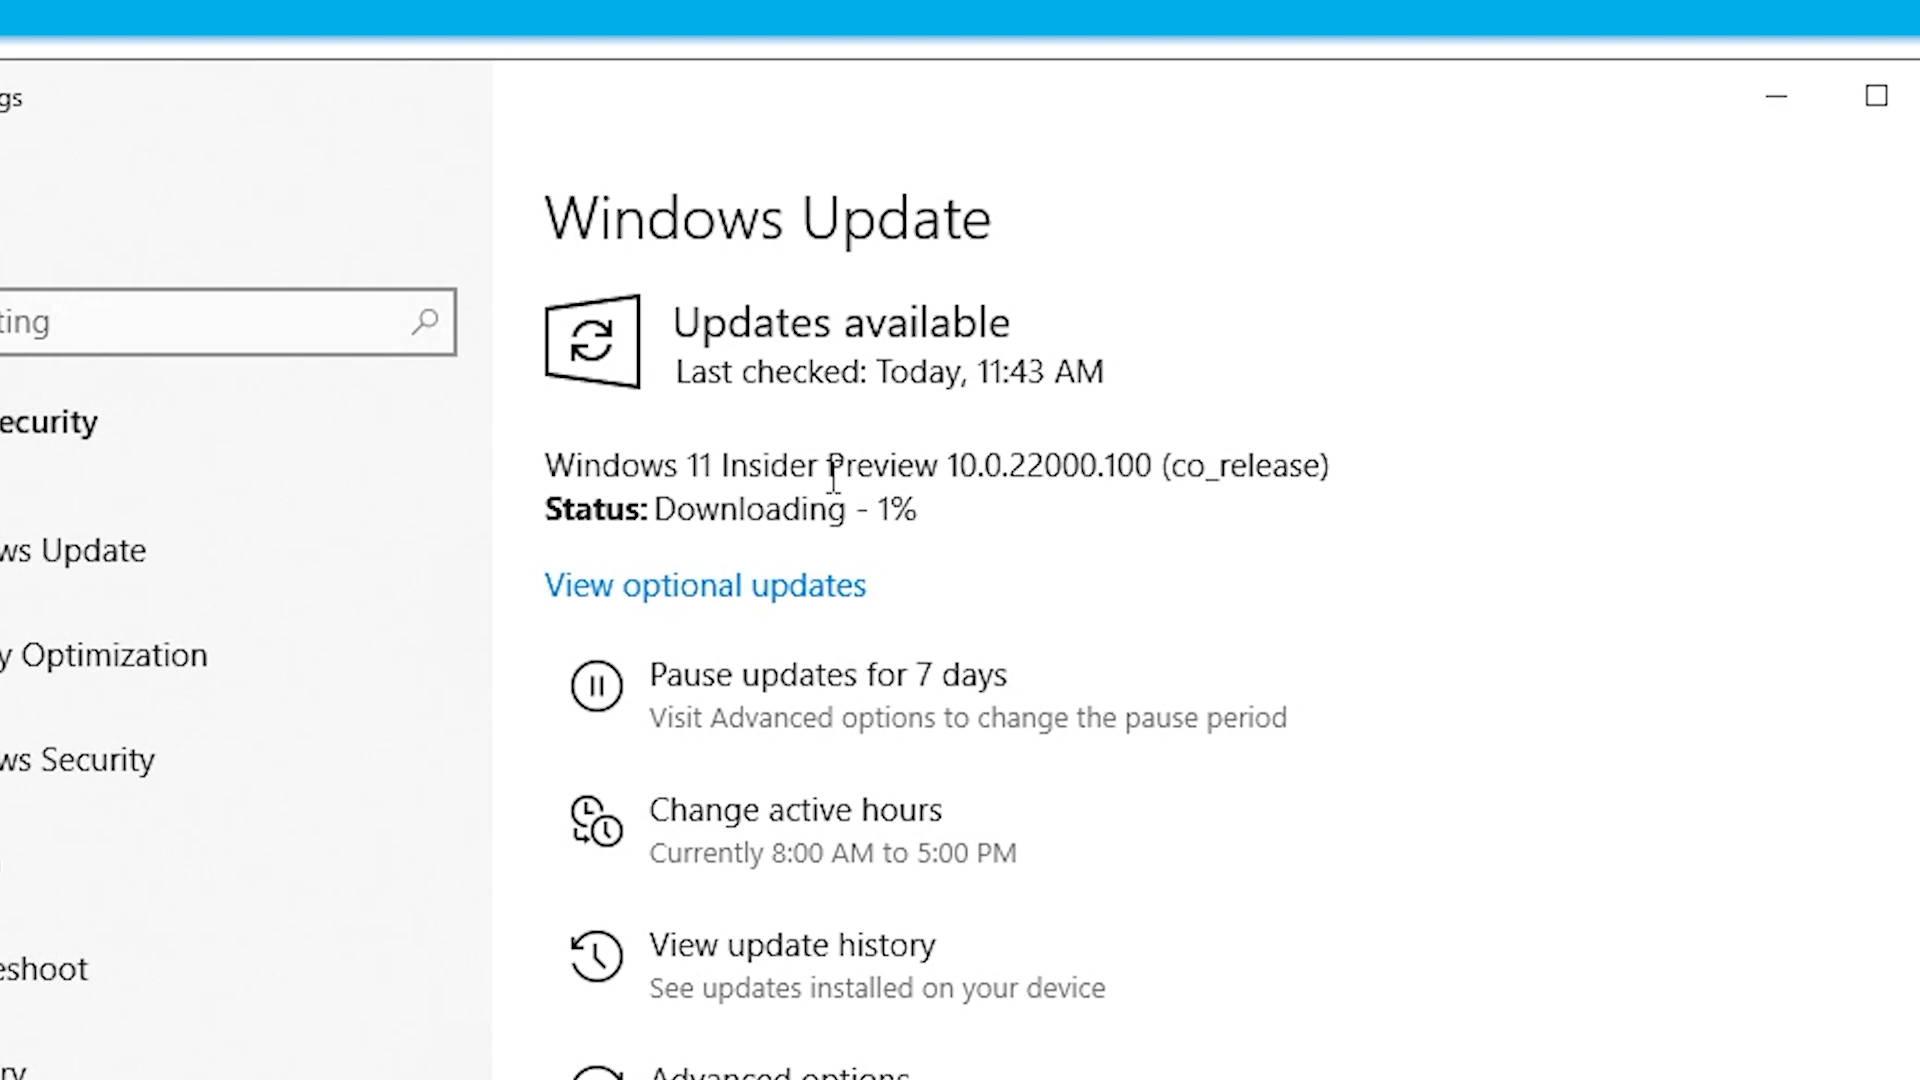 gs
Windows Update
Updates available
Last checked: Today, 11:43 AM
ting
ecurity
Windows 11 Insider Preview 10.0.22000.100 (co_release)
Status: Downloading - 1%
ws Update
View optional updates
y Optimization
Pause updates for 7 days
Visit Advanced options to change the pause period
ws Security
Change active hours
Currently 8:00 AM to 5:00 PM
View update history
eshoot
See updates installed on your device
ry
Advanced options